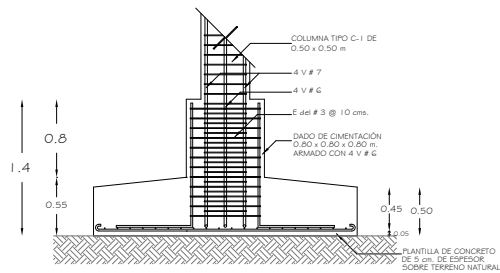 COLUMNA TIPO C-1 DE
0.50 x 0.50 m
4 V # 7
4 V # 6
E del # 3 @ 10 cms.
DADO DE CIMENTACIÓN
0.80 x 0.80 x 0.80 m.
ARMADO CON 4 V # 6
0.8
1.4
0.55
0.45
0.50
0.05
PLANTILLA DE CONCRETO
DE 5 cm. DE ESPESOR
SOBRE TERRENO NATURAL